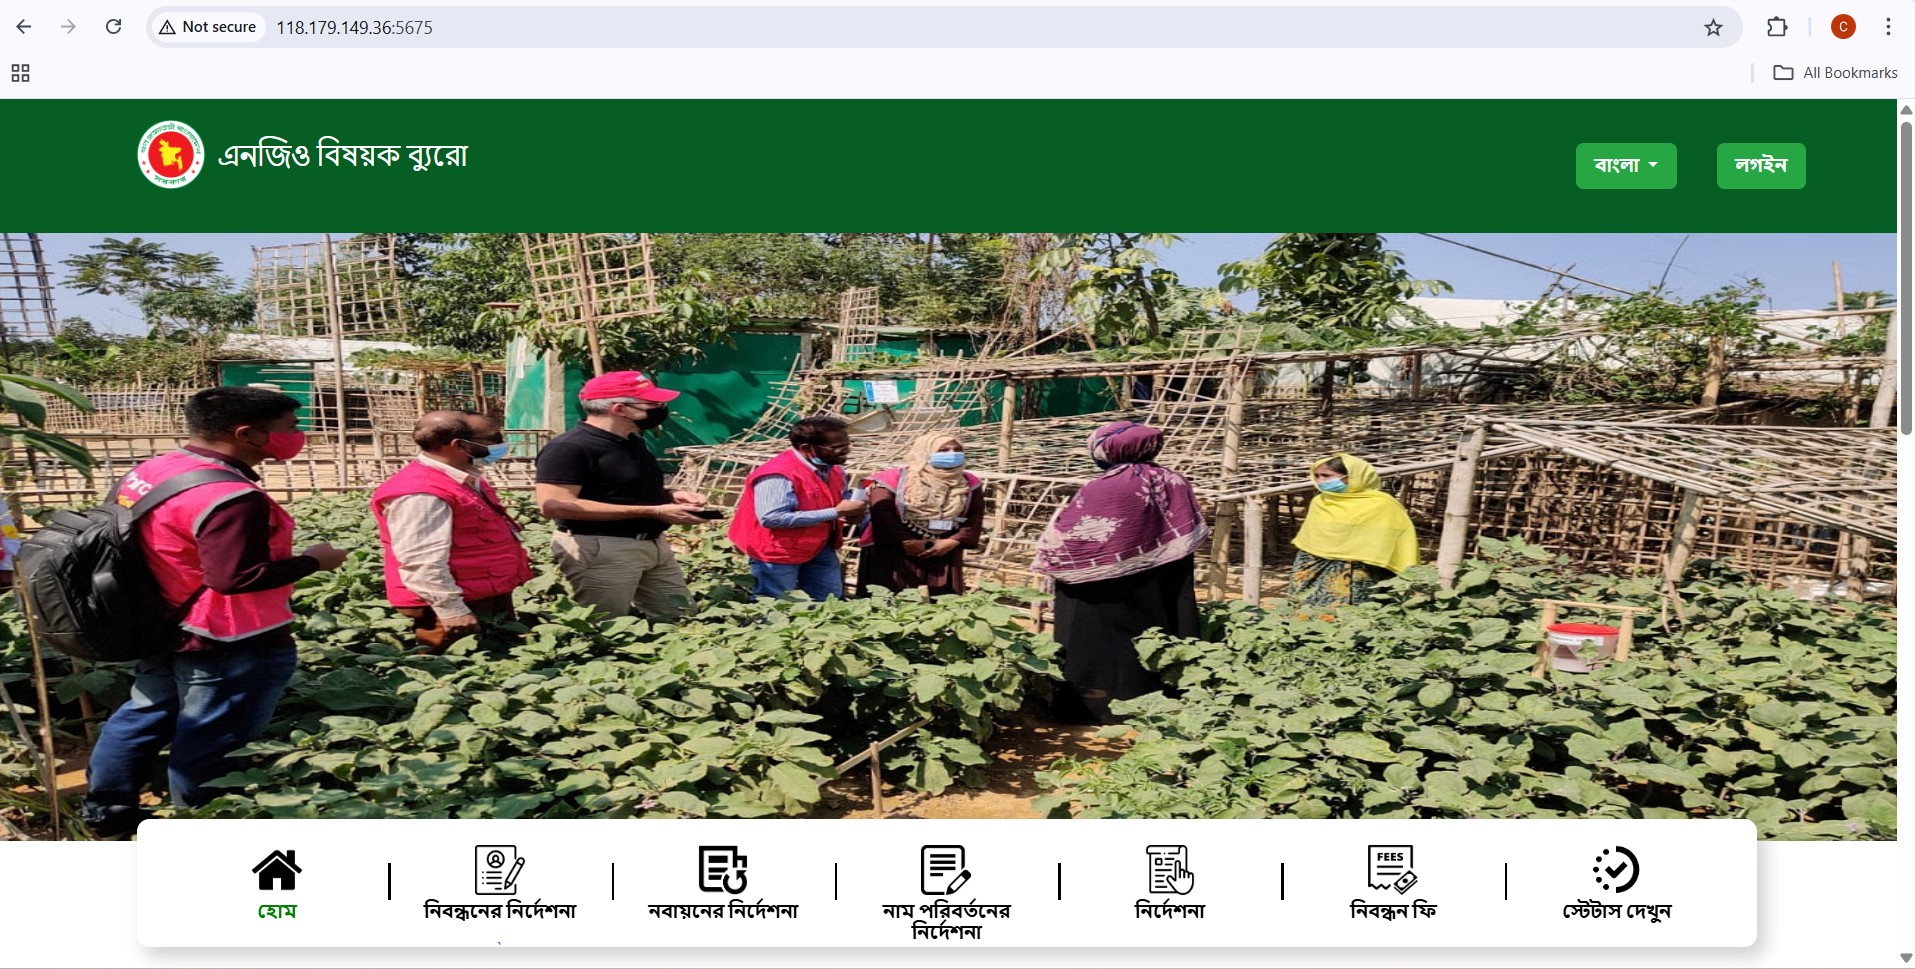 Not secure
118.179.149.36:5675
C
All Bookmarks
এনজিও বিষয়ক ব্যুরো
বাংলা
লগইন
হোম
নিবন্ধনের নির্দেশনা
নবায়নের নির্দেশনা
নাম পরিবর্তনের
নির্দেশনা
নির্দেশনা
FEES
নিবন্ধন ফি
স্টেটাস দেখুন